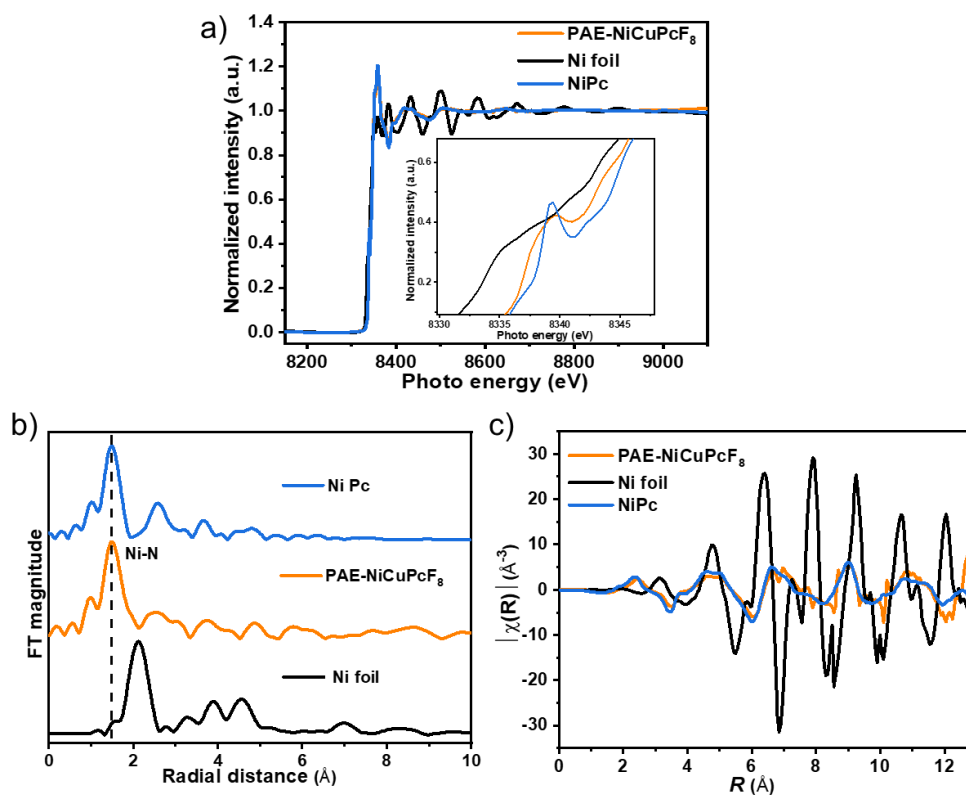 a)
Normalized intensity (a.u.)
1.4
1.2
1.0
0.8
0.6
0.4
0.2
0.0
PAE-NiCuPcF₈
Ni foil
NiPc
Normalized intensity (a.u.)
0.6
0.4
0.2
8330 8335 8340 8345
Photo energy (eV)
8200 8400 8600 8800 9000
Photo energy (eV)
b)
FT magnitude
Ni Pc
Ni-N
PAE-NiCuPcF₈
Ni foil
0 2 4 6 8 10
Radial distance (Å)
c)
|χ(R)| (Å⁻³)
30
20
10
0
-10
-20
-30
PAE-NiCuPcF₈
Ni foil
NiPc
0 2 4 6 8 10 12
R (Å)